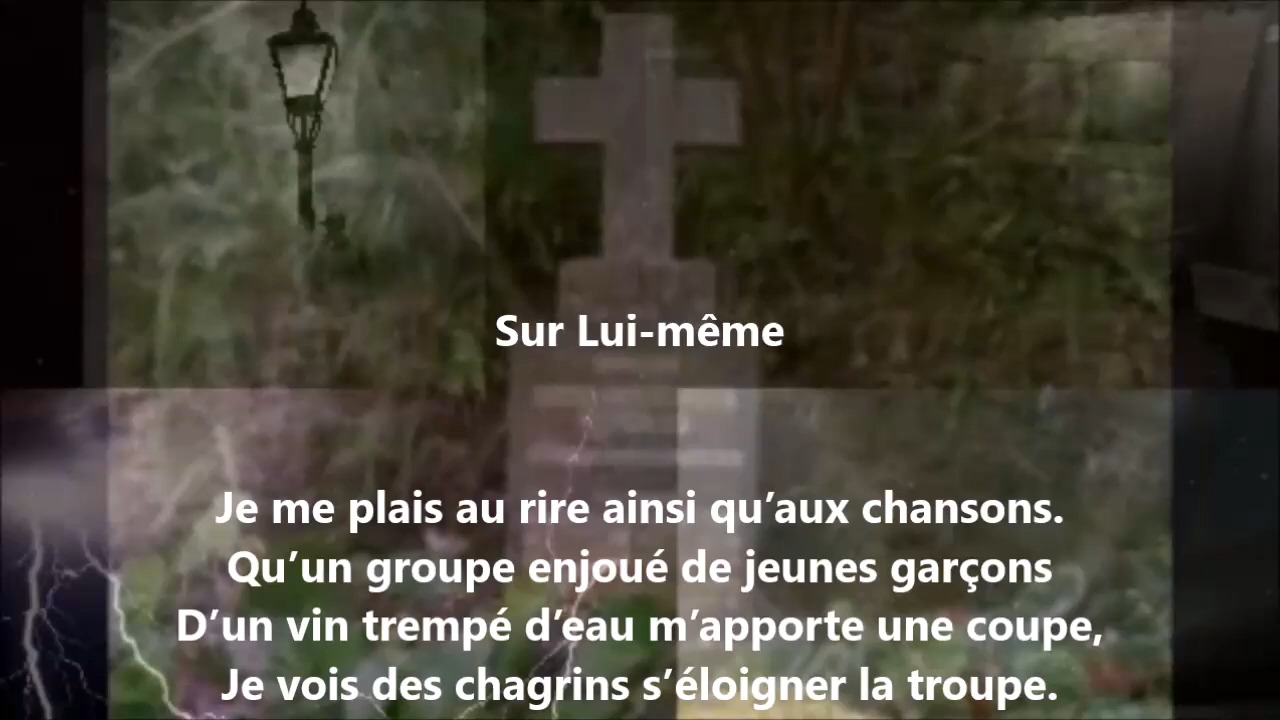 Sur Lui-même
Je me plais au rire ainsi qu’aux chansons.
Qu’un groupe enjoué de jeunes garçons
D’un vin trempé d’eau m’apporte une coupe,
Je vois des chagrins s’éloigner la troupe.